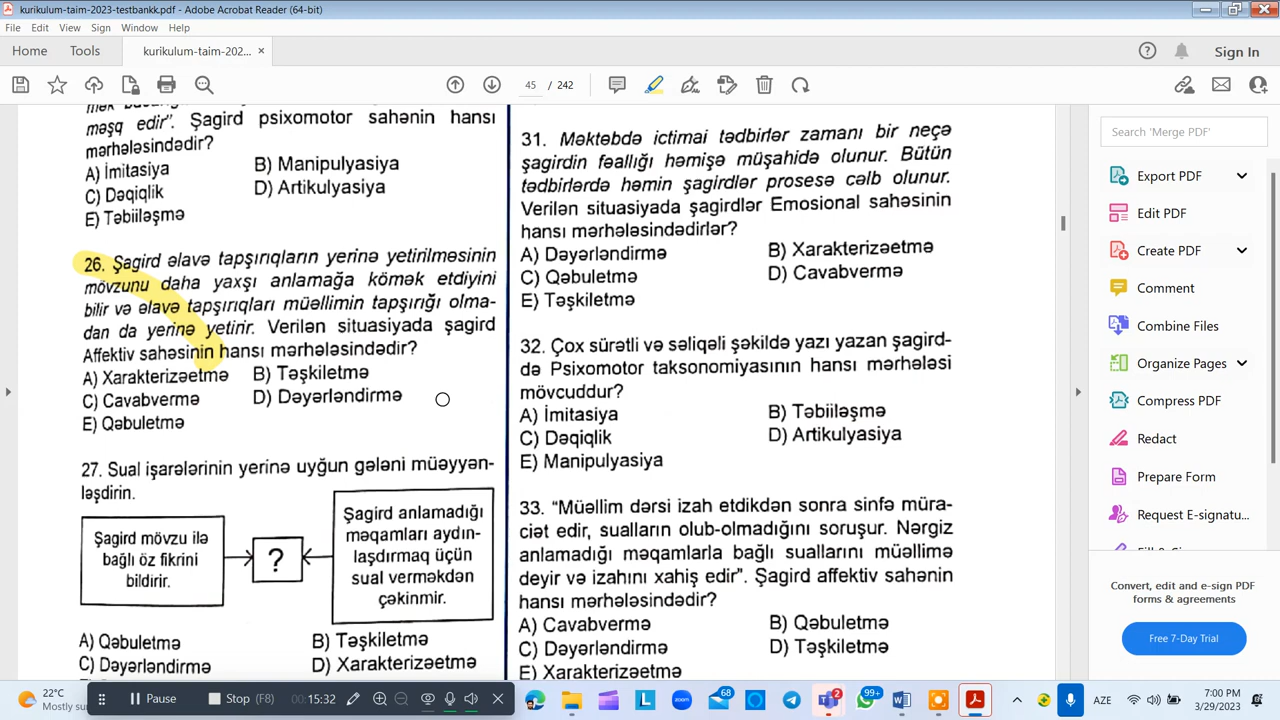 kurikulum-taim-2023-testbankk.pdf - Adobe Acrobat Reader (64-bit)
File Edit View Sign Window Help
Home Tools kurikulum-taim-202... × Sign In
45 / 242
məşq edir". Şagird psixomotor sahənin hansı
mərhələsindədir?
A) İmitasiya B) Manipulyasiya
C) Dəqiqlik D) Artikulyasiya
E) Təbiiləşmə
26. Şagird əlavə tapşırıqların yerinə yetirilməsinin
mövzunu daha yaxşı anlamağa kömək etdiyini
bilir və əlavə tapşırıqları müəllimin tapşırığı olma-
dan da yerinə yetirir. Verilən situasiyada şagird
Affektiv sahəsinin hansı mərhələsindədir?
A) Xarakterizəetmə B) Təşkiletmə
C) Cavabvermə D) Dəyərləndirmə
E) Qəbuletmə
27. Sual işarələrinin yerinə uyğun gələni müəyyən-
ləşdirin.
Şagird mövzu ilə
bağlı öz fikrini
bildirir.
?
Şagird anlamadığı
məqamları aydın-
laşdırmaq üçün
sual verməkdən
çəkinmir.
A) Qəbuletmə B) Təşkiletmə
C) Dəyərləndirmə D) Xarakterizəetmə
31. Məktəbdə ictimai tədbirlər zamanı bir neçə
şagirdin fəallığı həmişə müşahidə olunur. Bütün
tədbirlərdə həmin şagirdlər prosesə cəlb olunur.
Verilən situasiyada şagirdlər Emosional sahəsinin
hansı mərhələsindədirlər?
A) Dəyərləndirmə B) Xarakterizəetmə
C) Qəbuletmə D) Cavabvermə
E) Təşkiletmə
32. Çox sürətli və səliqəli şəkildə yazı yazan şagird-
də Psixomotor taksonomiyasının hansı mərhələsi
mövcuddur?
A) İmitasiya B) Təbiiləşmə
C) Dəqiqlik D) Artikulyasiya
E) Manipulyasiya
33. "Müəllim dərsi izah etdikdən sonra sinfə müra-
ciət edir, sualların olub-olmadığını soruşur. Nərgiz
anlamadığı məqamlarla bağlı suallarını müəllimə
deyir və izahını xahiş edir". Şagird affektiv sahənin
hansı mərhələsindədir?
A) Cavabvermə B) Qəbuletmə
C) Dəyərləndirmə D) Təşkiletmə
E) Xarakterizəetmə
Search 'Merge PDF'
Export PDF
Edit PDF
Create PDF
Comment
Combine Files
Organize Pages
Compress PDF
Redact
Prepare Form
Request E-signatu...
Convert, edit and e-sign PDF
forms & agreements
Free 7-Day Trial
22°C
Mostly sun
Pause Stop (F8) 00:15:32
68 2 99+
AZE
7:00 PM
3/29/2023